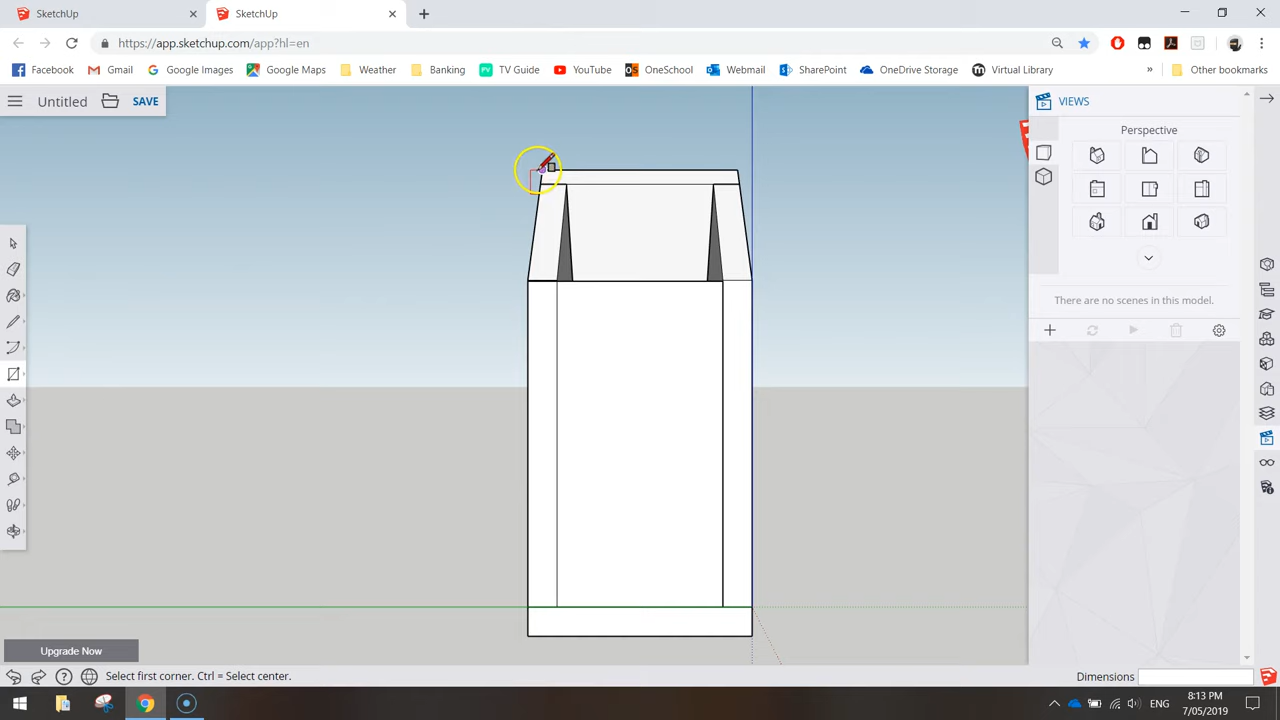 SketchUp
SketchUp
https://app.sketchup.com/app?hl=en
Facebook
Gmail
Google Images
Google Maps
Weather
Banking
TV Guide
YouTube
OneSchool
Webmail
SharePoint
OneDrive Storage
Virtual Library
»
Other bookmarks
Untitled
SAVE
VIEWS
Perspective
There are no scenes in this model.
Upgrade Now
Select first corner. Ctrl = Select center.
Dimensions
ENG
8:13 PM
7/05/2019